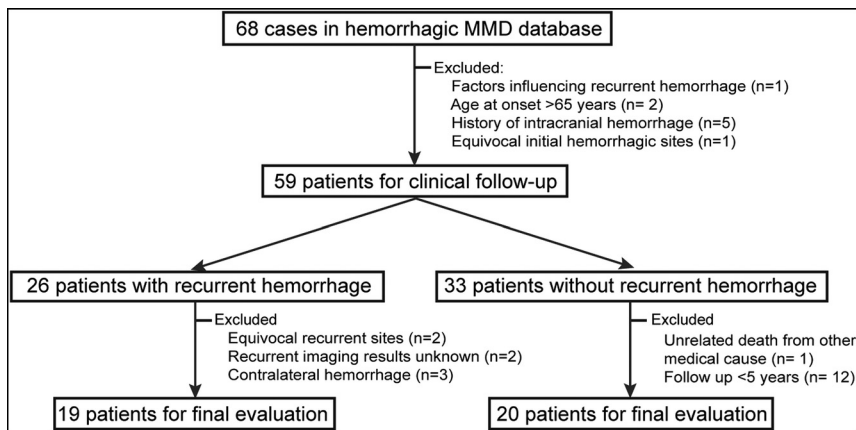 68 cases in hemorrhagic MMD database
Excluded:
Factors influencing recurrent hemorrhage (n=1)
Age at onset >65 years (n= 2)
History of intracranial hemorrhage (n=5)
Equivocal initial hemorrhagic sites (n=1)
59 patients for clinical follow-up
26 patients with recurrent hemorrhage
Excluded
Equivocal recurrent sites (n=2)
Recurrent imaging results unknown (n=2)
Contralateral hemorrhage (n=3)
19 patients for final evaluation
33 patients without recurrent hemorrhage
Excluded
Unrelated death from other
medical cause (n= 1)
Follow up <5 years (n= 12)
20 patients for final evaluation